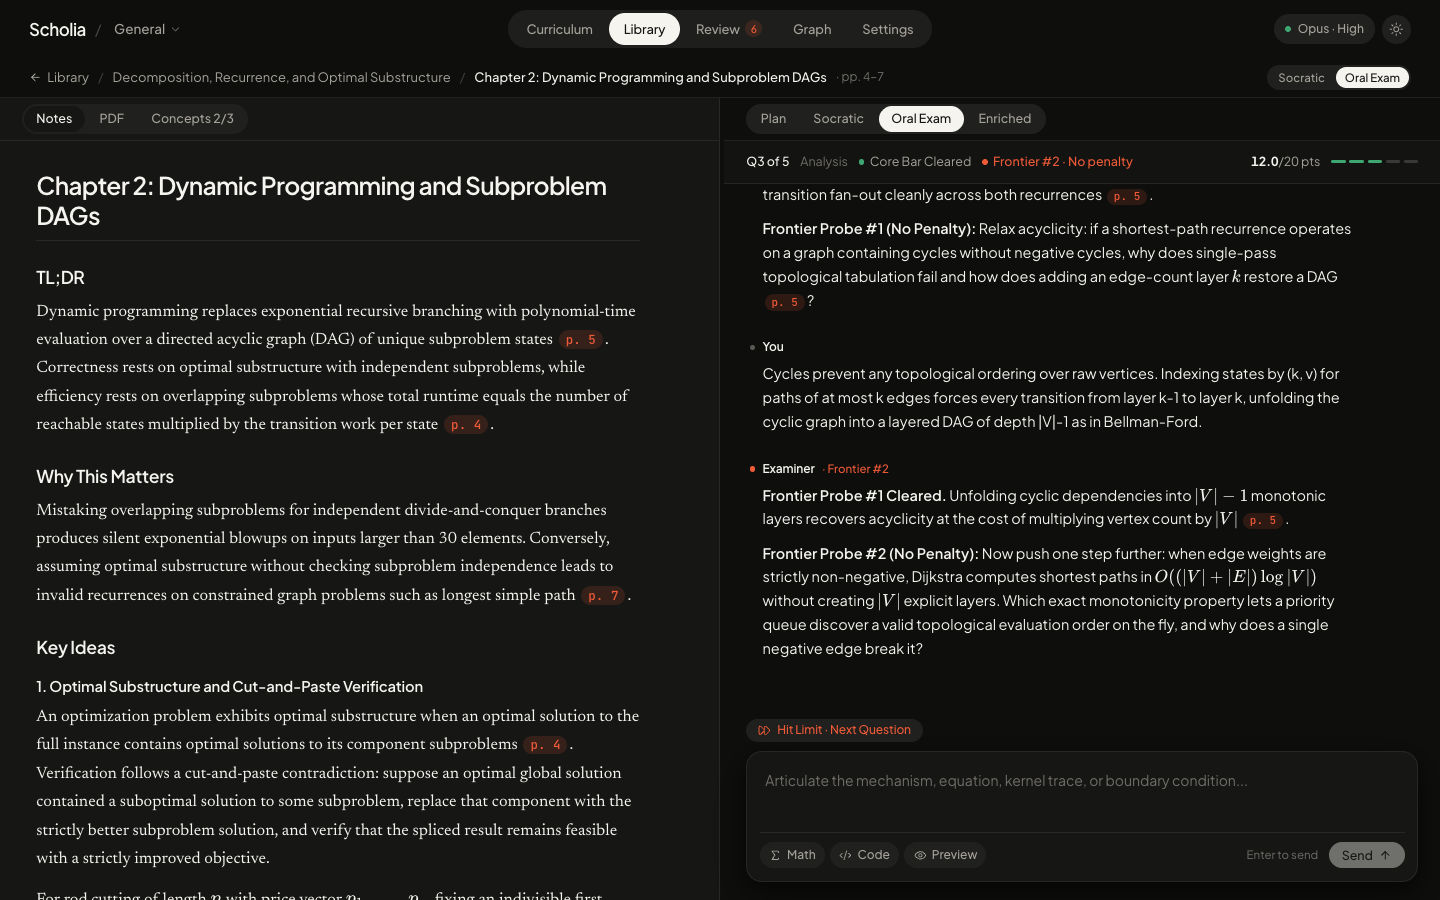 Scholia / General
Curriculum Library Review 6 Graph Settings
Opus · High
← Library / Decomposition, Recurrence, and Optimal Substructure / Chapter 2: Dynamic Programming and Subproblem DAGs · pp. 4–7
Socratic Oral Exam
Notes PDF Concepts 2/3
Chapter 2: Dynamic Programming and Subproblem
DAGs
TL;DR
Dynamic programming replaces exponential recursive branching with polynomial-time
evaluation over a directed acyclic graph (DAG) of unique subproblem states p. 5 .
Correctness rests on optimal substructure with independent subproblems, while
efficiency rests on overlapping subproblems whose total runtime equals the number of
reachable states multiplied by the transition work per state p. 4 .
Why This Matters
Mistaking overlapping subproblems for independent divide-and-conquer branches
produces silent exponential blowups on inputs larger than 30 elements. Conversely,
assuming optimal substructure without checking subproblem independence leads to
invalid recurrences on constrained graph problems such as longest simple path p. 7 .
Key Ideas
1. Optimal Substructure and Cut-and-Paste Verification
An optimization problem exhibits optimal substructure when an optimal solution to the
full instance contains optimal solutions to its component subproblems p. 4 .
Verification follows a cut-and-paste contradiction: suppose an optimal global solution
contained a suboptimal solution to some subproblem, replace that component with the
strictly better subproblem solution, and verify that the spliced result remains feasible
with a strictly improved objective.
For rod cutting of length n with price vector p₁, ..., pₙ, fixing an indivisible first
Plan Socratic Oral Exam Enriched
Q3 of 5 Analysis Core Bar Cleared Frontier #2 · No penalty 12.0/20 pts
transition fan-out cleanly across both recurrences p. 5 .
Frontier Probe #1 (No Penalty): Relax acyclicity: if a shortest-path recurrence operates
on a graph containing cycles without negative cycles, why does single-pass
topological tabulation fail and how does adding an edge-count layer k restore a DAG
p. 5 ?
You
Cycles prevent any topological ordering over raw vertices. Indexing states by (k, v) for
paths of at most k edges forces every transition from layer k-1 to layer k, unfolding the
cyclic graph into a layered DAG of depth |V|-1 as in Bellman-Ford.
Examiner · Frontier #2
Frontier Probe #1 Cleared. Unfolding cyclic dependencies into |V| − 1 monotonic
layers recovers acyclicity at the cost of multiplying vertex count by |V| p. 5 .
Frontier Probe #2 (No Penalty): Now push one step further: when edge weights are
strictly non-negative, Dijkstra computes shortest paths in O((|V| + |E|) log |V|)
without creating |V| explicit layers. Which exact monotonicity property lets a priority
queue discover a valid topological evaluation order on the fly, and why does a single
negative edge break it?
Hit Limit · Next Question
Articulate the mechanism, equation, kernel trace, or boundary condition...
Math Code Preview Enter to send Send ↑